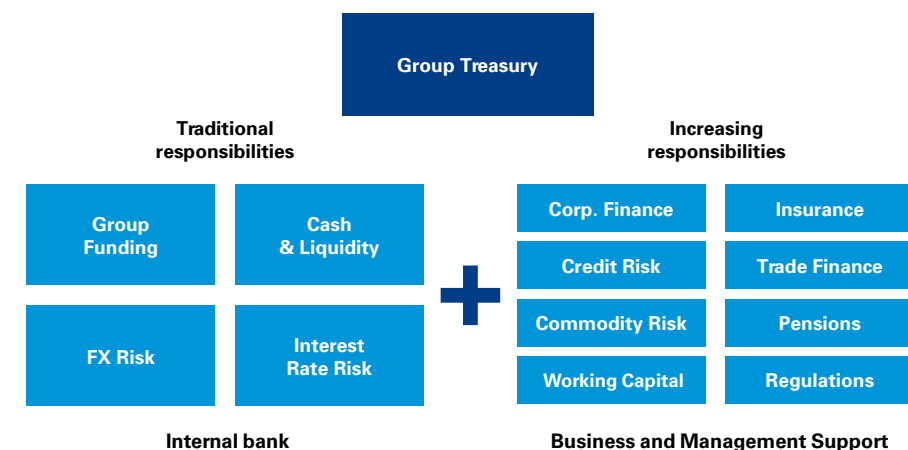 Group Treasury
Traditional
responsibilities
Increasing
responsibilities
Group
Funding
Cash
& Liquidity
FX Risk
Interest
Rate Risk
Corp. Finance
Insurance
Credit Risk
Trade Finance
Commodity Risk
Pensions
Working Capital
Regulations
Internal bank
Business and Management Support